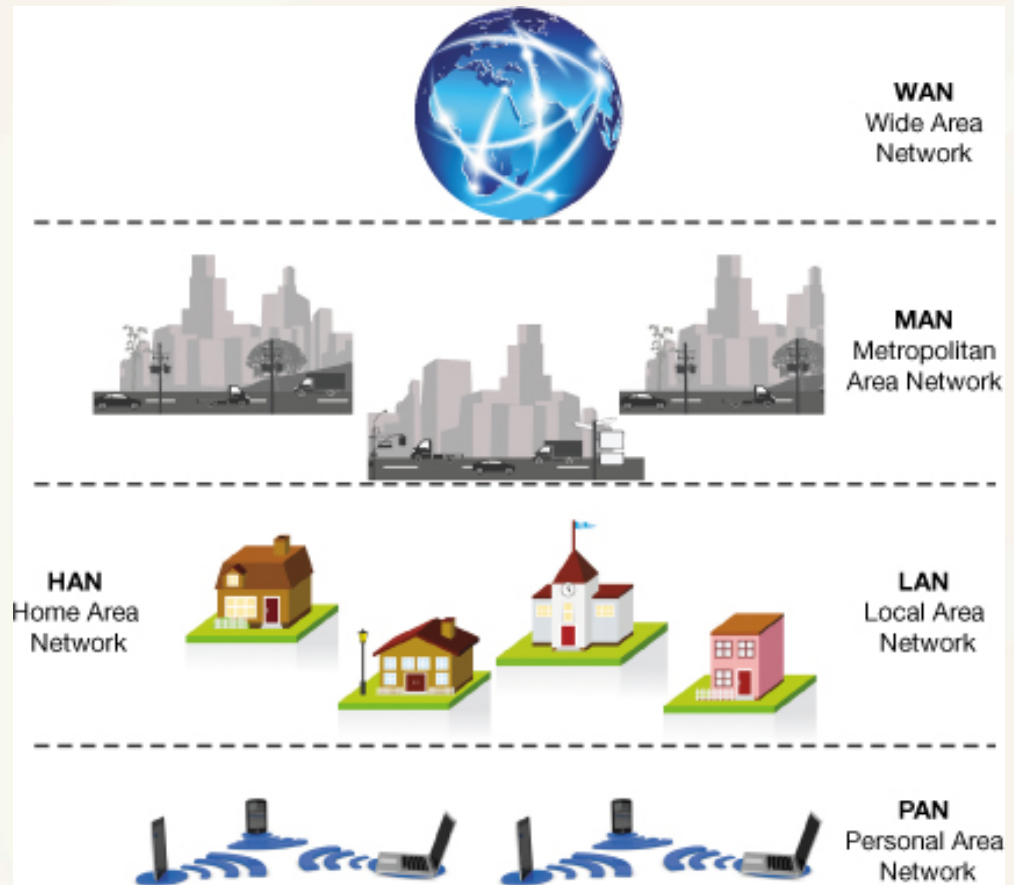 WAN
Wide Area
Network
MAN
Metropolitan
Area Network
HAN
Home Area
Network
LAN
Local Area
Network
PAN
Personal Area
Network